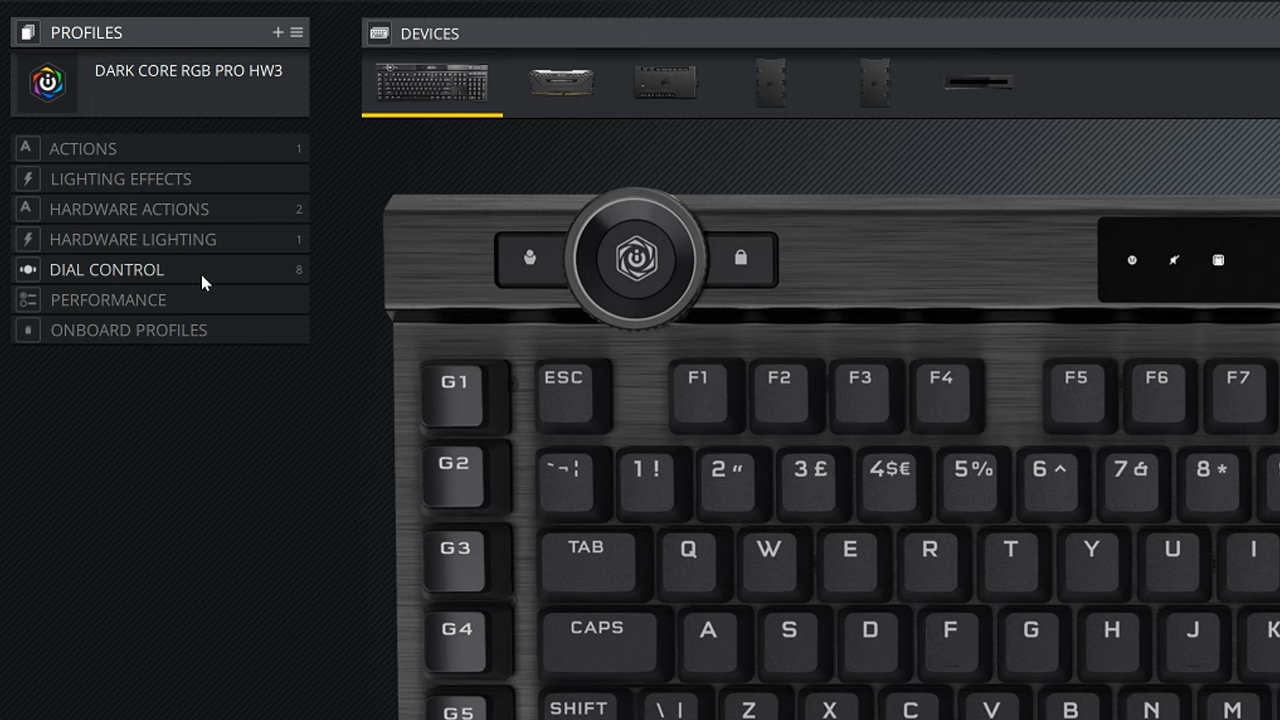 PROFILES
DARK CORE RGB PRO HW3
ACTIONS 1
LIGHTING EFFECTS
HARDWARE ACTIONS 2
HARDWARE LIGHTING 1
DIAL CONTROL 8
PERFORMANCE
ONBOARD PROFILES
DEVICES
G1 ESC F1 F2 F3 F4 F5 F6 F7
G2 `¬¦ 1 ! 2 “ 3 £ 4$€ 5% 6 ^ 7 & 8 *
G3 TAB Q W E R T Y U I
G4 CAPS A S D F G H J K
G5 SHIFT \ | Z X C V B N M